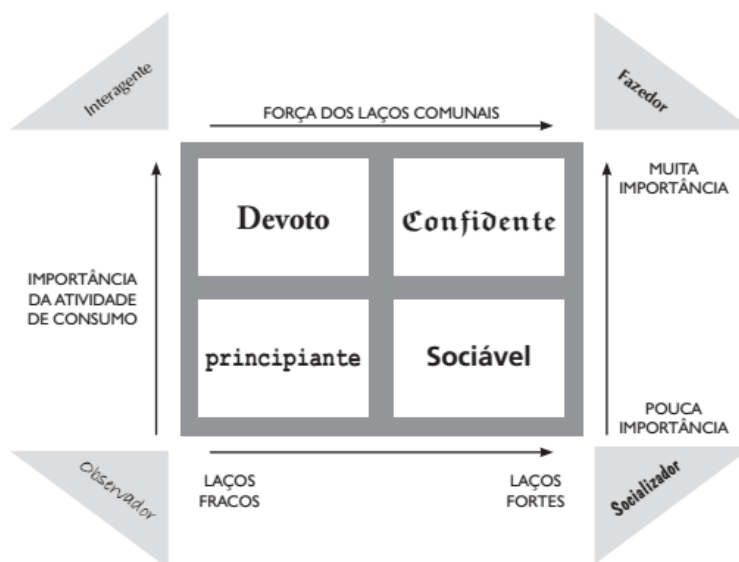 Interagente
Fazedor
FORÇA DOS LAÇOS COMUNAIS
MUITA
IMPORTÂNCIA
Devoto
Confidente
IMPORTÂNCIA
DA ATIVIDADE
DE CONSUMO
principiante
Sociável
POUCA
IMPORTÂNCIA
Observador
LAÇOS
FRACOS
LAÇOS
FORTES
Socializador